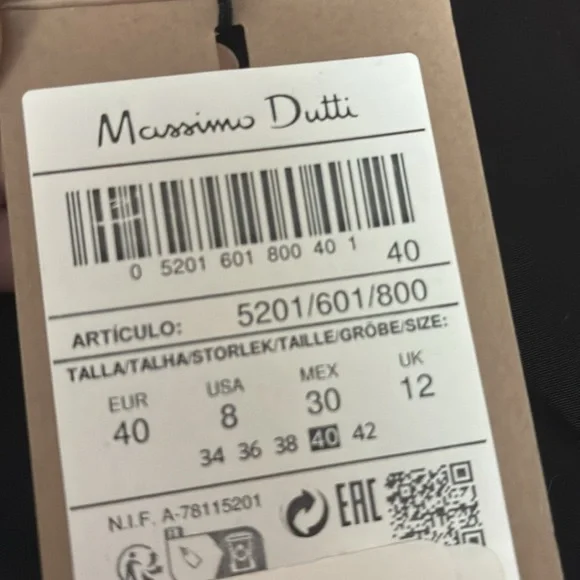 Massimo Dutti
0 5201 601 800 40 1 40
ARTÍCULO: 5201/601/800
TALLA/TALHA/STORLEK/TAILLE/GRÖBE/SIZE:
EUR USA MEX UK
40 8 30 12
34 36 38 40 42
N.I.F. A-78115201
EAC
FR